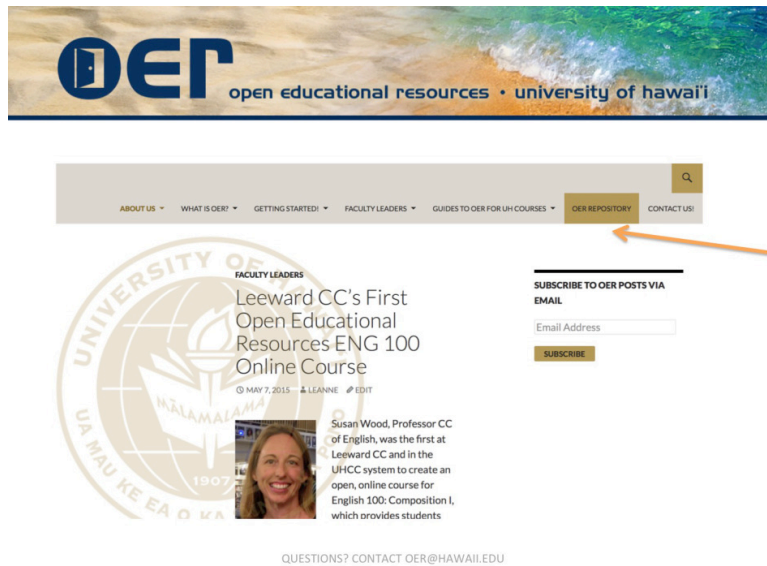 oer
open educational resources • university of hawai'i
ABOUT US WHAT IS OER? GETTING STARTED! FACULTY LEADERS GUIDES TO OER FOR UH COURSES OER REPOSITORY CONTACT US!
UNIVERSITY OF HAWAI'I
MĀLAMALAMA
1907
UA MAU KE EA O KA
PONO
FACULTY LEADERS
Leeward CC's First
Open Educational
Resources ENG 100
Online Course
MAY 7, 2015 LEANNE EDIT
Susan Wood, Professor CC
of English, was the first at
Leeward CC and in the
UHCC system to create an
open, online course for
English 100: Composition I,
which provides students
SUBSCRIBE TO OER POSTS VIA
EMAIL
Email Address
SUBSCRIBE
QUESTIONS? CONTACT OER@HAWAII.EDU